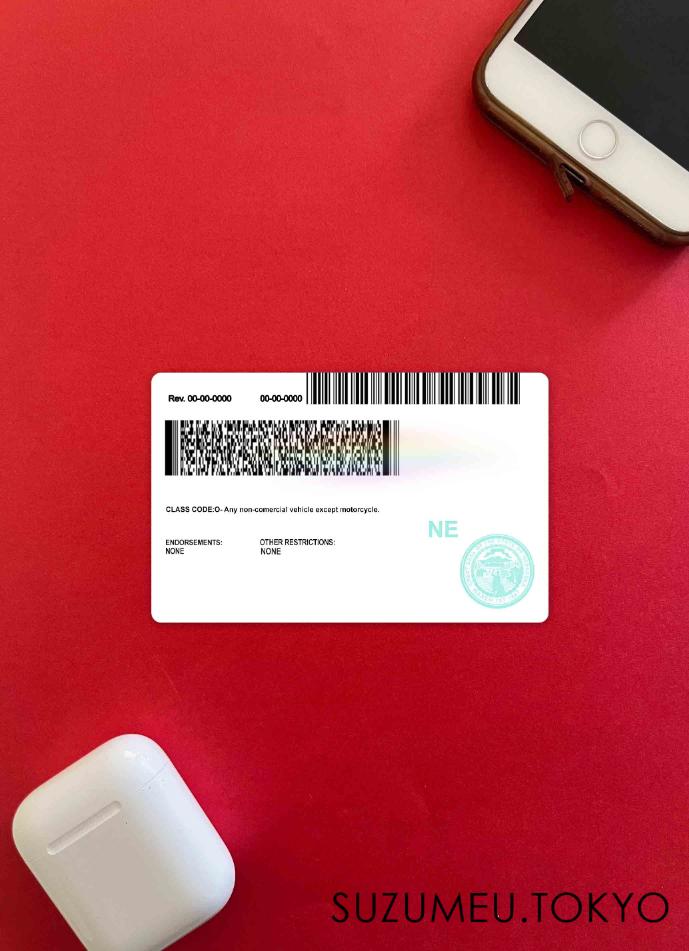 Rev. 00-00-0000 00-00-0000
CLASS CODE:O- Any non-comercial vehicle except motorcycle.
NE
ENDORSEMENTS: OTHER RESTRICTIONS:
NONE NONE
SUZUMEU.TOKYO